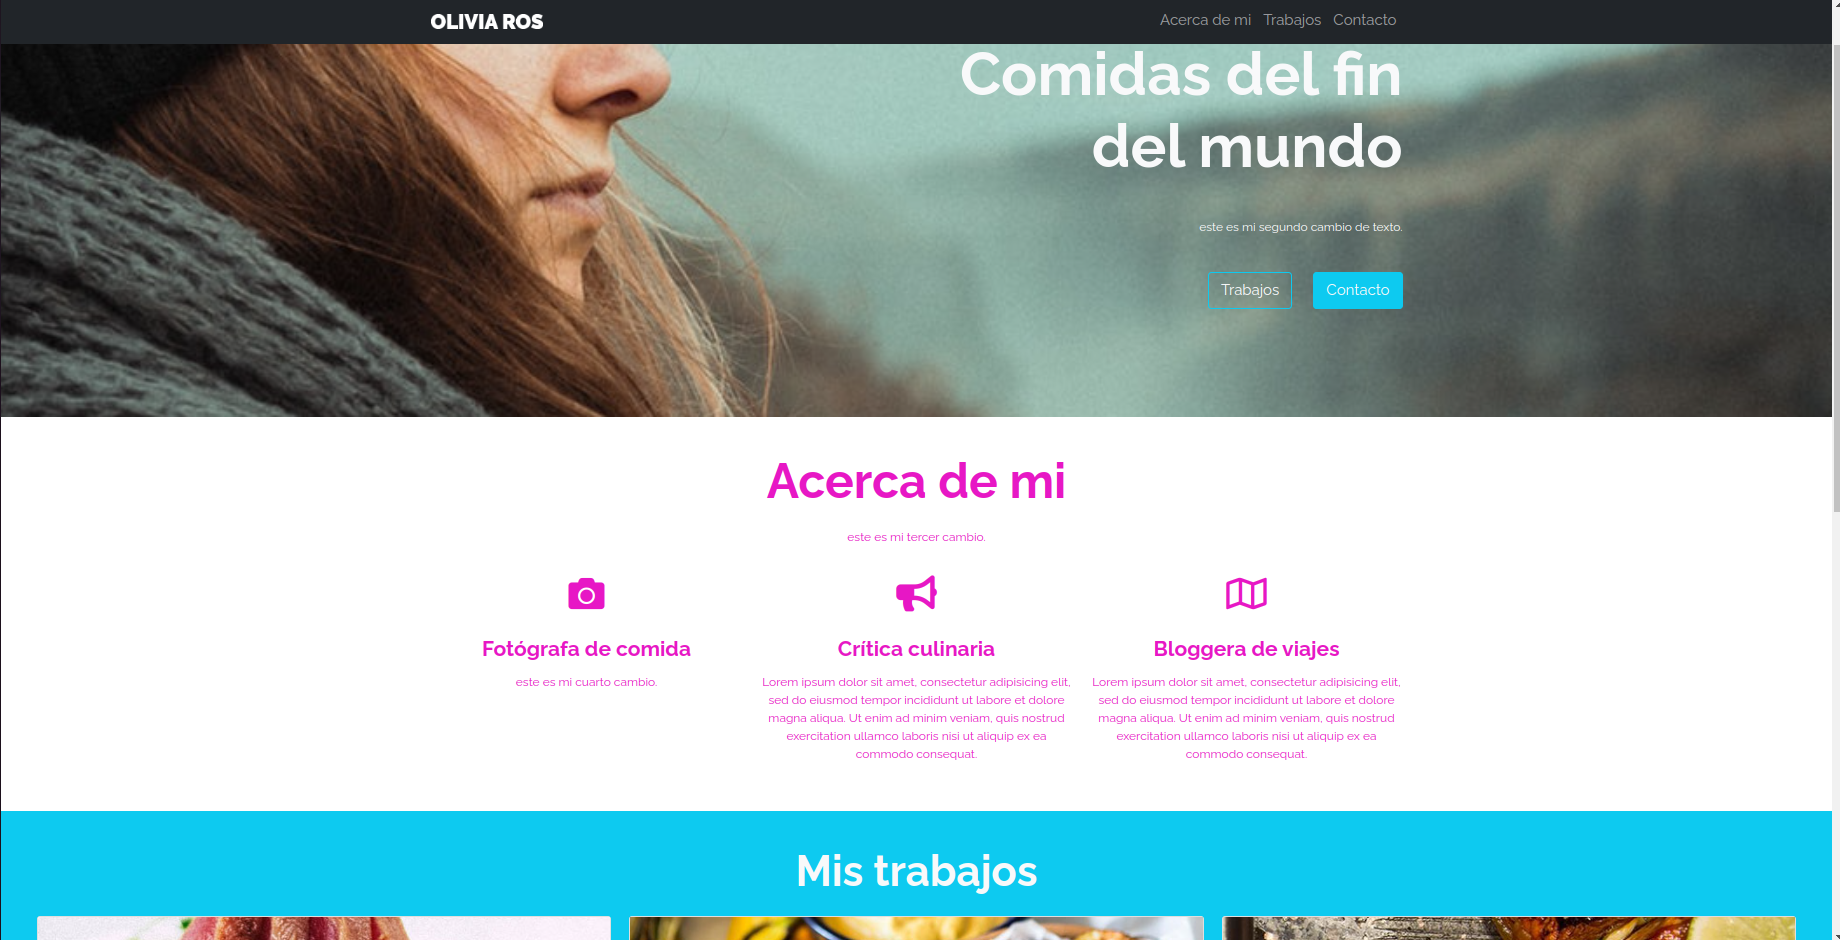 OLIVIA ROS
Acerca de mi Trabajos Contacto
Comidas del fin
del mundo
este es mi segundo cambio de texto.
Trabajos Contacto
Acerca de mi
este es mi tercer cambio.
Fotógrafa de comida
este es mi cuarto cambio.
Crítica culinaria
Lorem ipsum dolor sit amet, consectetur adipisicing elit,
sed do eiusmod tempor incididunt ut labore et dolore
magna aliqua. Ut enim ad minim veniam, quis nostrud
exercitation ullamco laboris nisi ut aliquip ex ea
commodo consequat.
Bloggera de viajes
Lorem ipsum dolor sit amet, consectetur adipisicing elit,
sed do eiusmod tempor incididunt ut labore et dolore
magna aliqua. Ut enim ad minim veniam, quis nostrud
exercitation ullamco laboris nisi ut aliquip ex ea
commodo consequat.
Mis trabajos